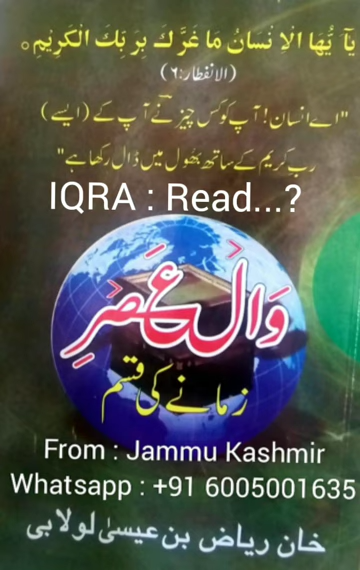 یٰٓاَیُّهَا الْاِنْسَانُ مَا غَرَّكَ بِرَبِّكَ الْكَرِیْمِ ○
(الانفطار:٦)
"اے انسان! آپ کو کس چیز نے آپ کے (ایسے)
رب کریم کے ساتھ بھول میں ڈال رکھا ہے"
IQRA : Read...?
وَالْعَصْرِ
زمانے کی قسم
From : Jammu Kashmir
Whatsapp : +91 6005001635
خان ریاض بن عیسیٰ لولابی